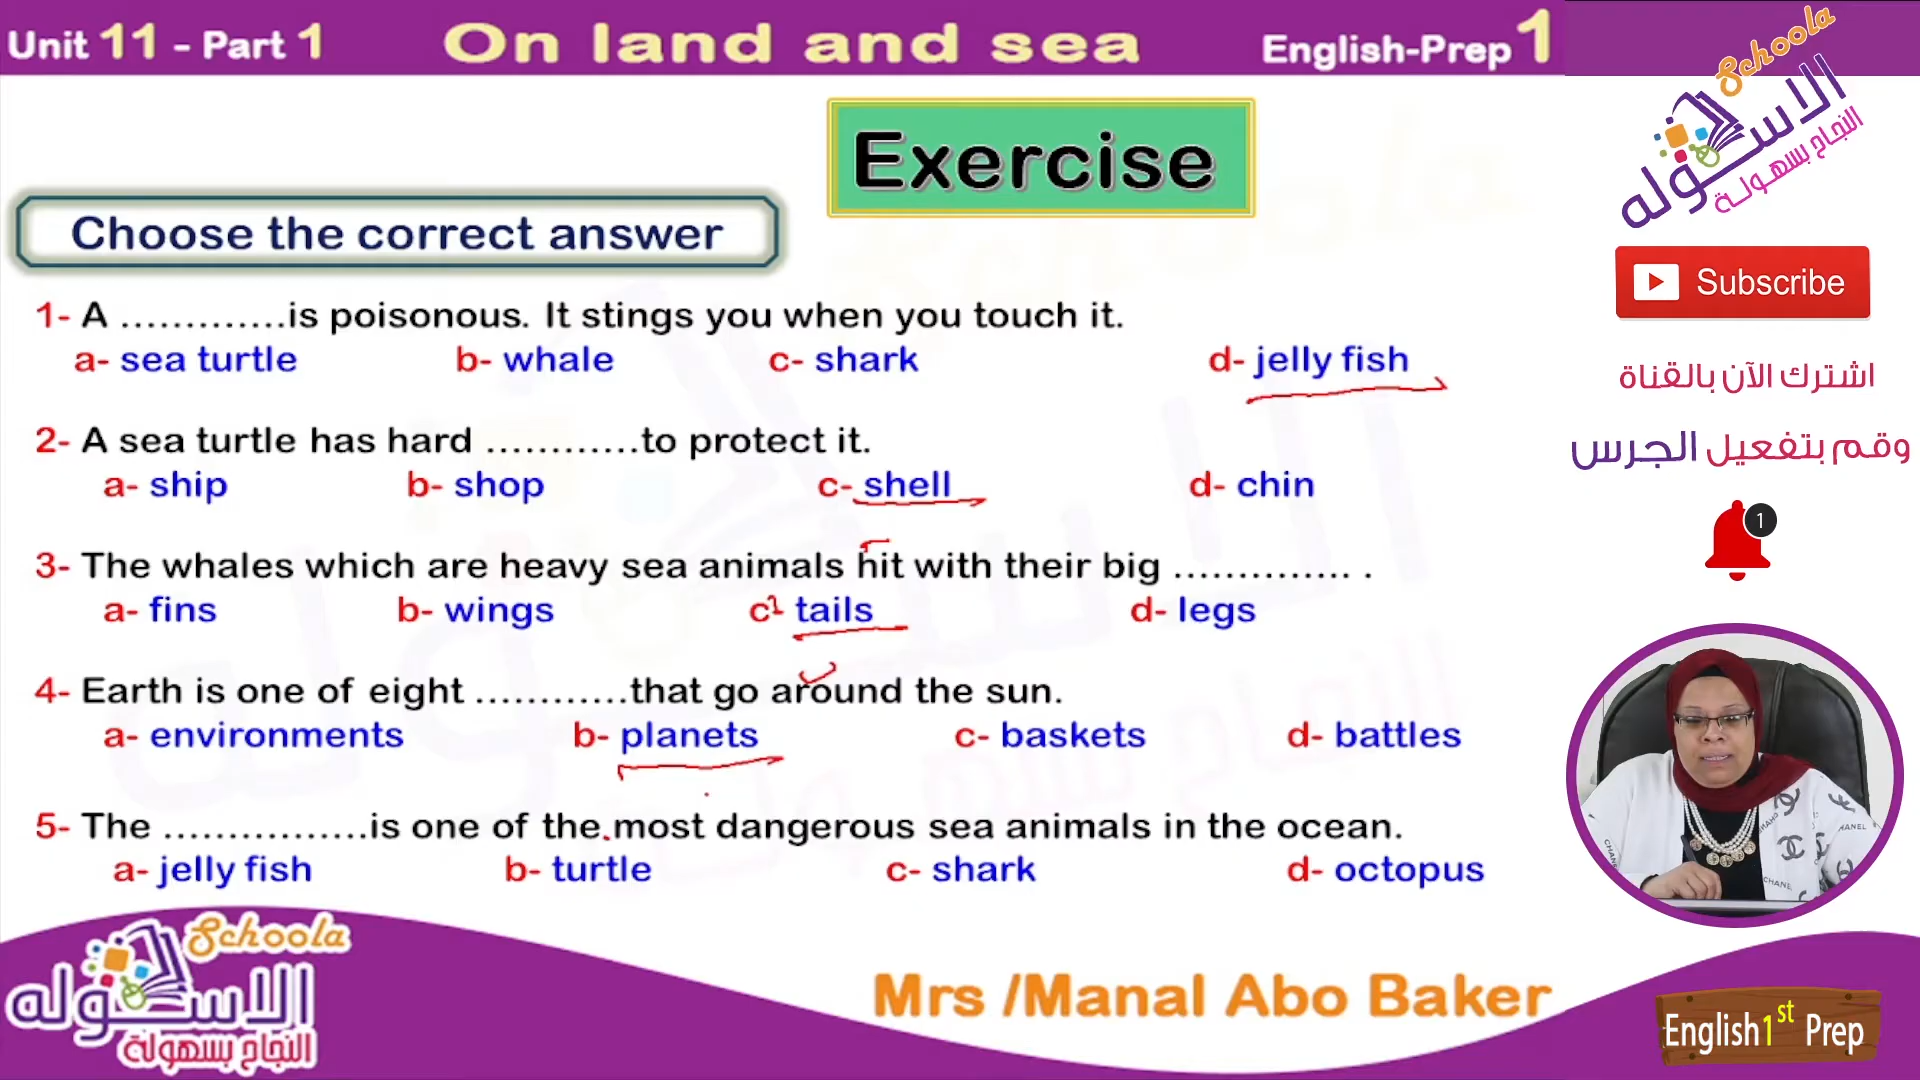 Unit 11 - Part 1
On land and sea
English-Prep 1
Schoola
الاسكوله
النجاح بسهولة
Exercise
Choose the correct answer
1- A .............is poisonous. It stings you when you touch it.
a- sea turtle b- whale c- shark d- jelly fish
2- A sea turtle has hard ............to protect it.
a- ship b- shop c- shell d- chin
3- The whales which are heavy sea animals hit with their big .............. .
a- fins b- wings c- tails d- legs
4- Earth is one of eight ............that go around the sun.
a- environments b- planets c- baskets d- battles
5- The ................is one of the most dangerous sea animals in the ocean.
a- jelly fish b- turtle c- shark d- octopus
Subscribe
اشترك الآن بالقناة
وقم بتفعيل الجرس
1
CHANEL
Schoola
الاسكوله
النجاح بسهولة
Mrs /Manal Abo Baker
English 1st Prep